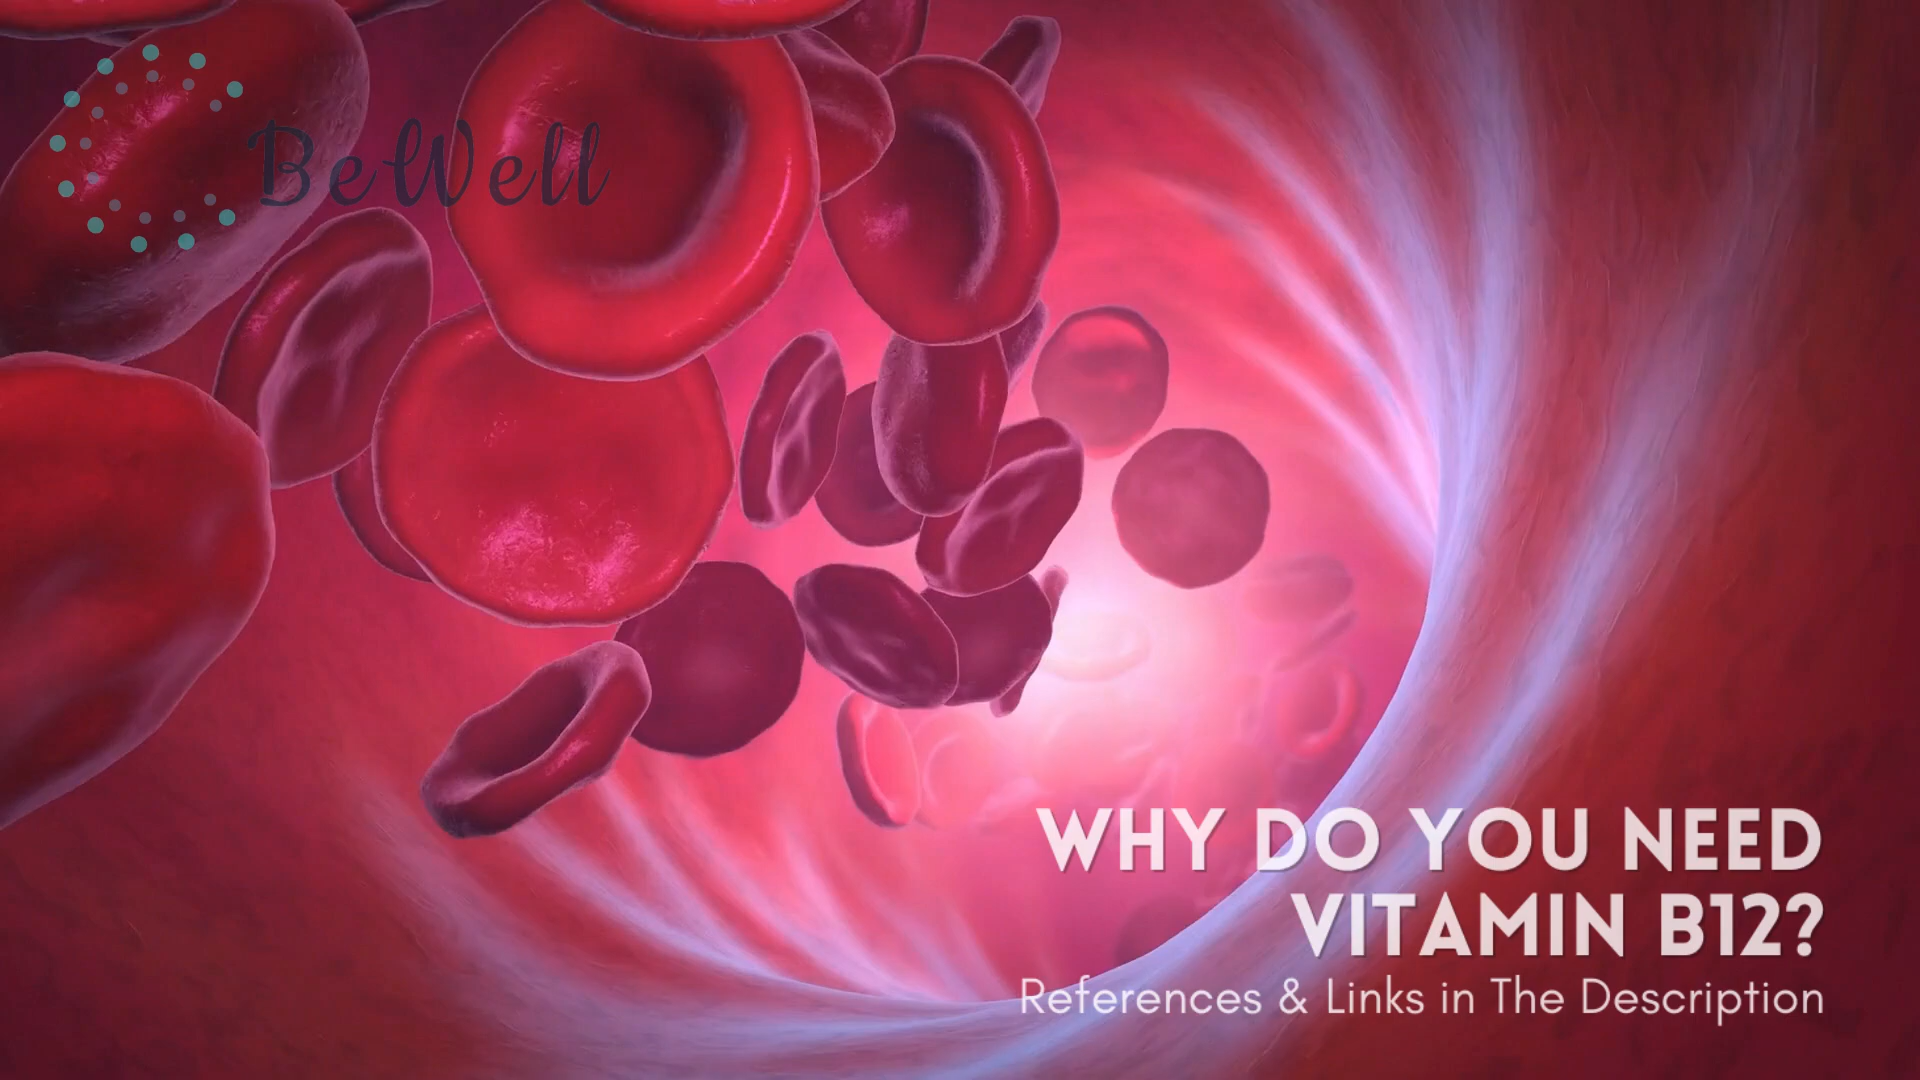 BeWell
WHY DO YOU NEED
VITAMIN B12?
References & Links in The Description